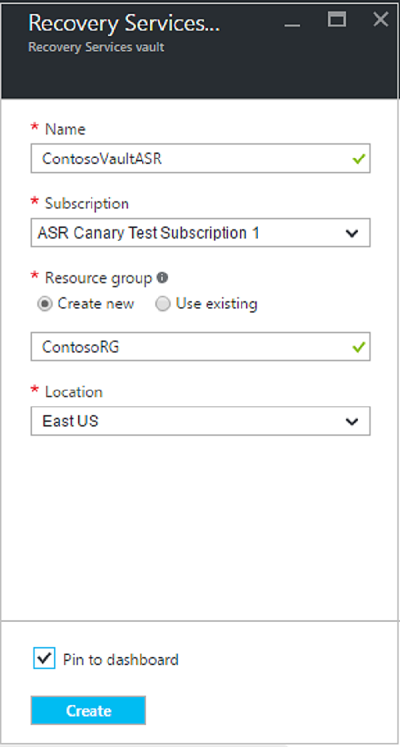 Recovery Services...
Recovery Services vault
* Name
ContosoVaultASR
* Subscription
ASR Canary Test Subscription 1
* Resource group
Create new Use existing
ContosoRG
* Location
East US
Pin to dashboard
Create